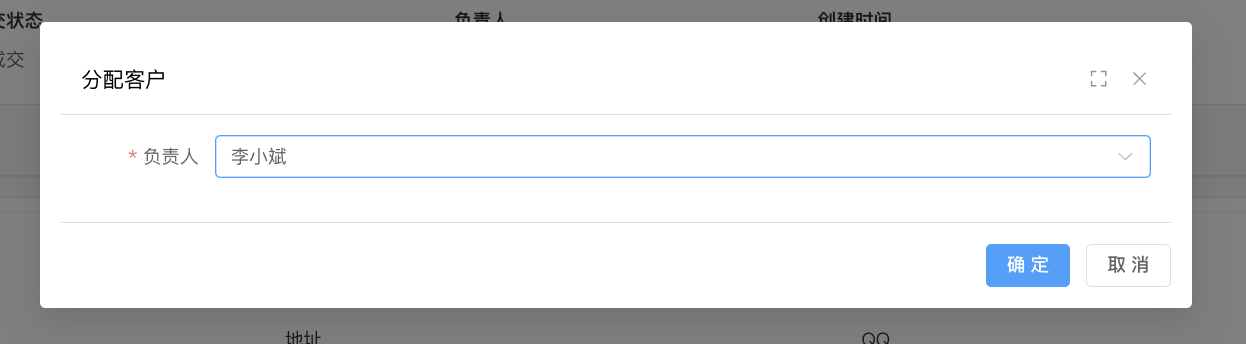 交状态 负责人 创建时间
成交
分配客户
* 负责人 李小斌
确 定 取 消
地址 QQ